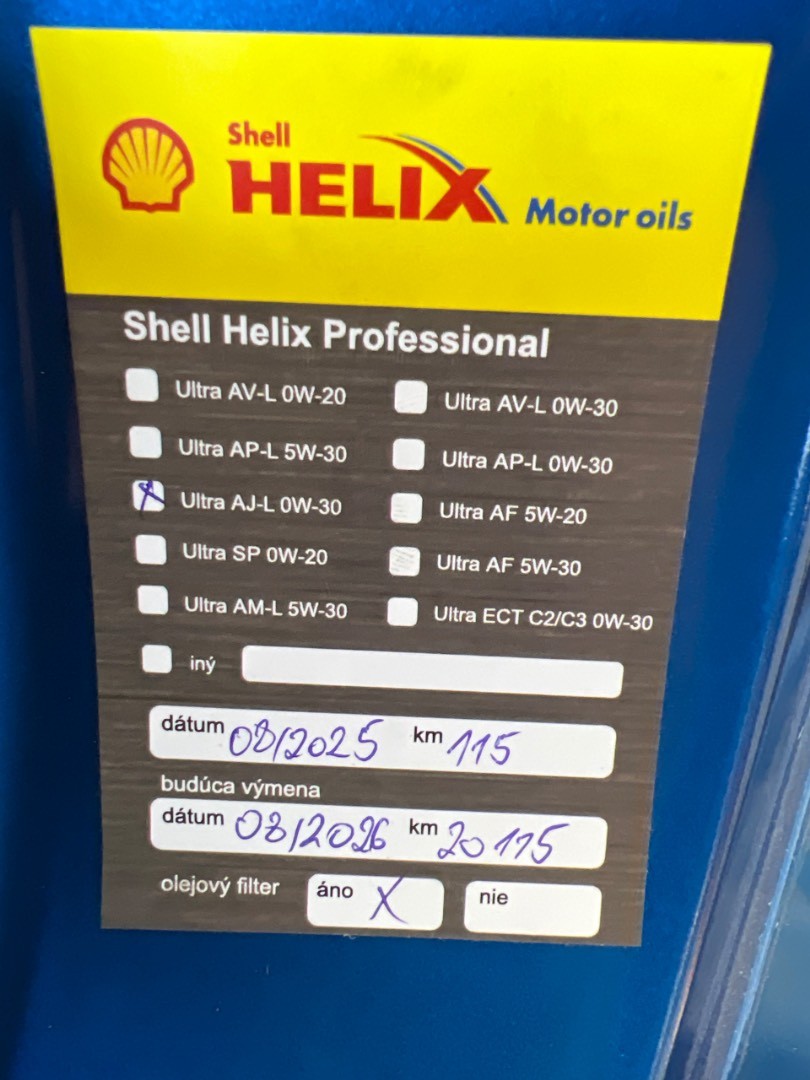 Shell
HELIX Motor oils
Shell Helix Professional
Ultra AV-L 0W-20 Ultra AV-L 0W-30
Ultra AP-L 5W-30 Ultra AP-L 0W-30
X Ultra AJ-L 0W-30 Ultra AF 5W-20
Ultra SP 0W-20 Ultra AF 5W-30
Ultra AM-L 5W-30 Ultra ECT C2/C3 0W-30
iný
dátum 08/2025 km 115
budúca výmena
dátum 08/2026 km 20115
olejový filter áno X nie